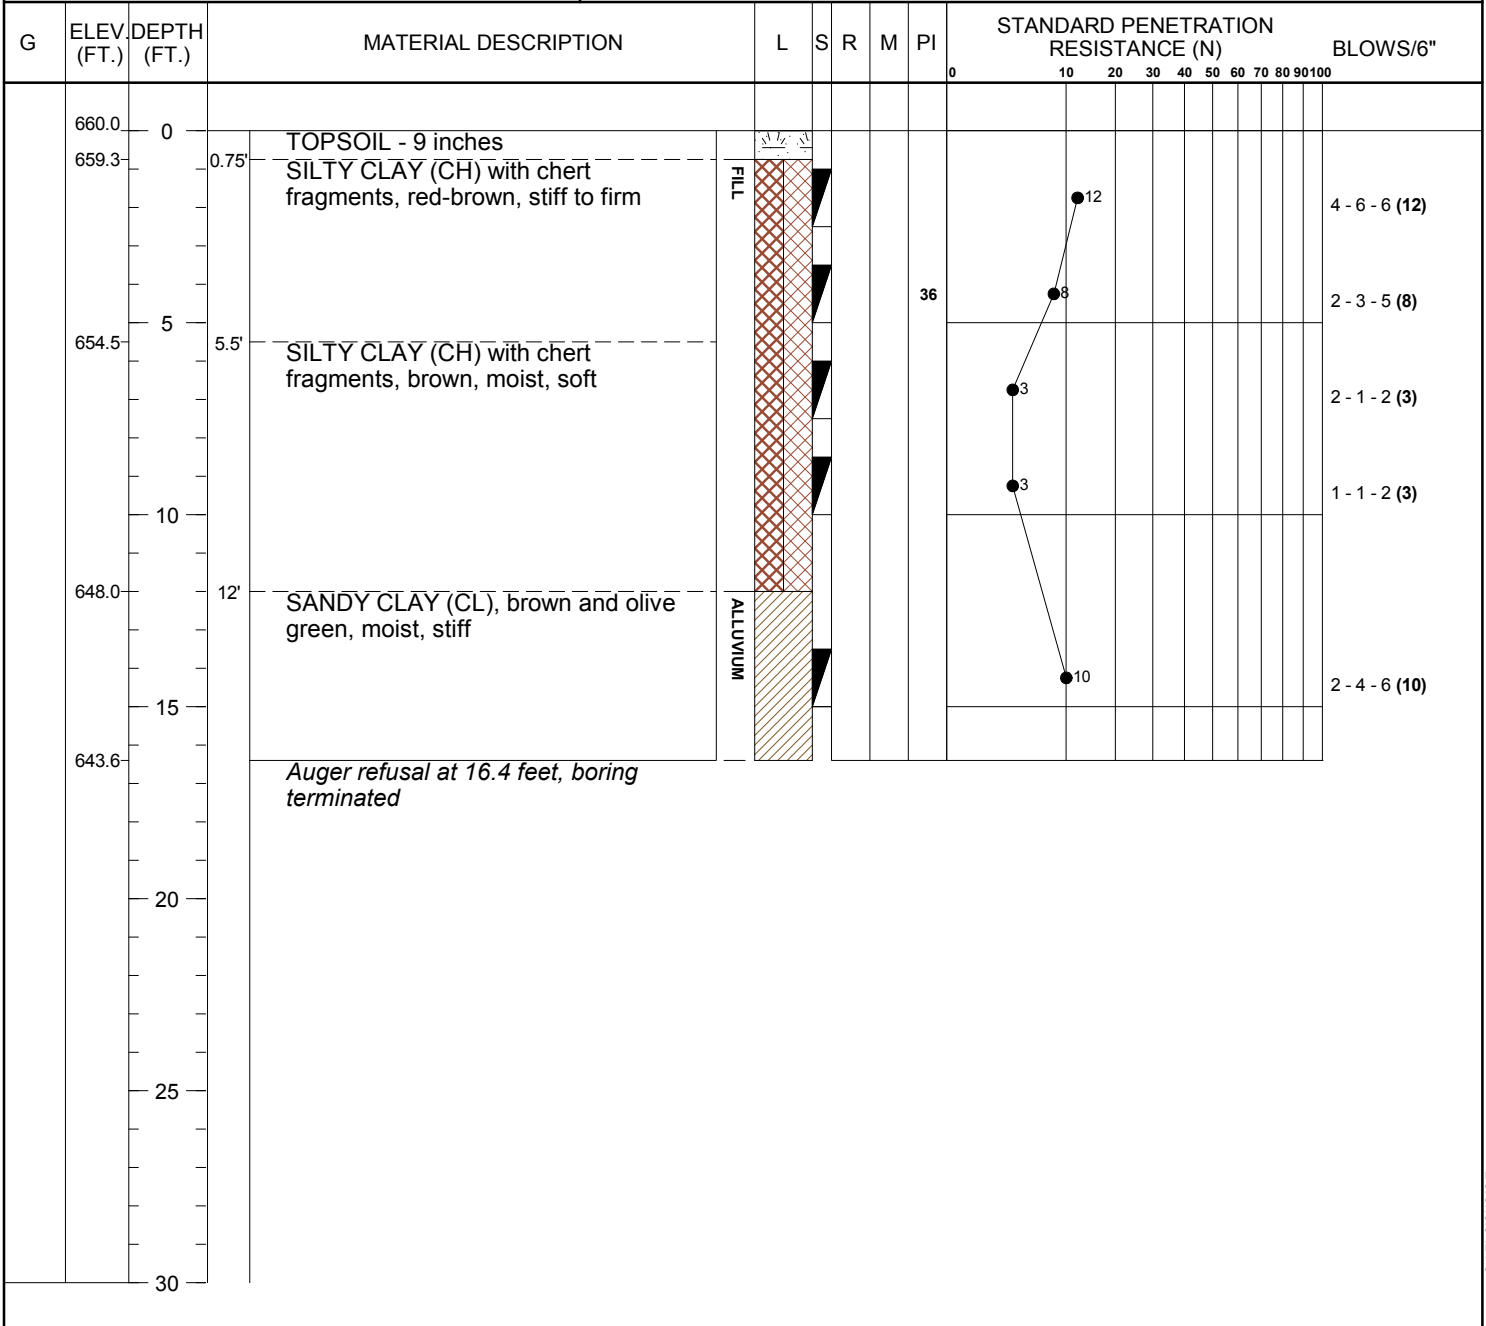 G
ELEV. (FT.)
DEPTH (FT.)
MATERIAL DESCRIPTION
L
S
R
M
PI
STANDARD PENETRATION
RESISTANCE (N)
BLOWS/6"
0 10 20 30 40 50 60 70 80 90 100
660.0
0
TOPSOIL - 9 inches
659.3
0.75'
SILTY CLAY (CH) with chert
fragments, red-brown, stiff to firm
FILL
12
4 - 6 - 6 (12)
36
8
2 - 3 - 5 (8)
5
654.5
5.5'
SILTY CLAY (CH) with chert
fragments, brown, moist, soft
3
2 - 1 - 2 (3)
3
1 - 1 - 2 (3)
10
648.0
12'
SANDY CLAY (CL), brown and olive
green, moist, stiff
ALLUVIUM
10
2 - 4 - 6 (10)
15
643.6
Auger refusal at 16.4 feet, boring
terminated
20
25
30